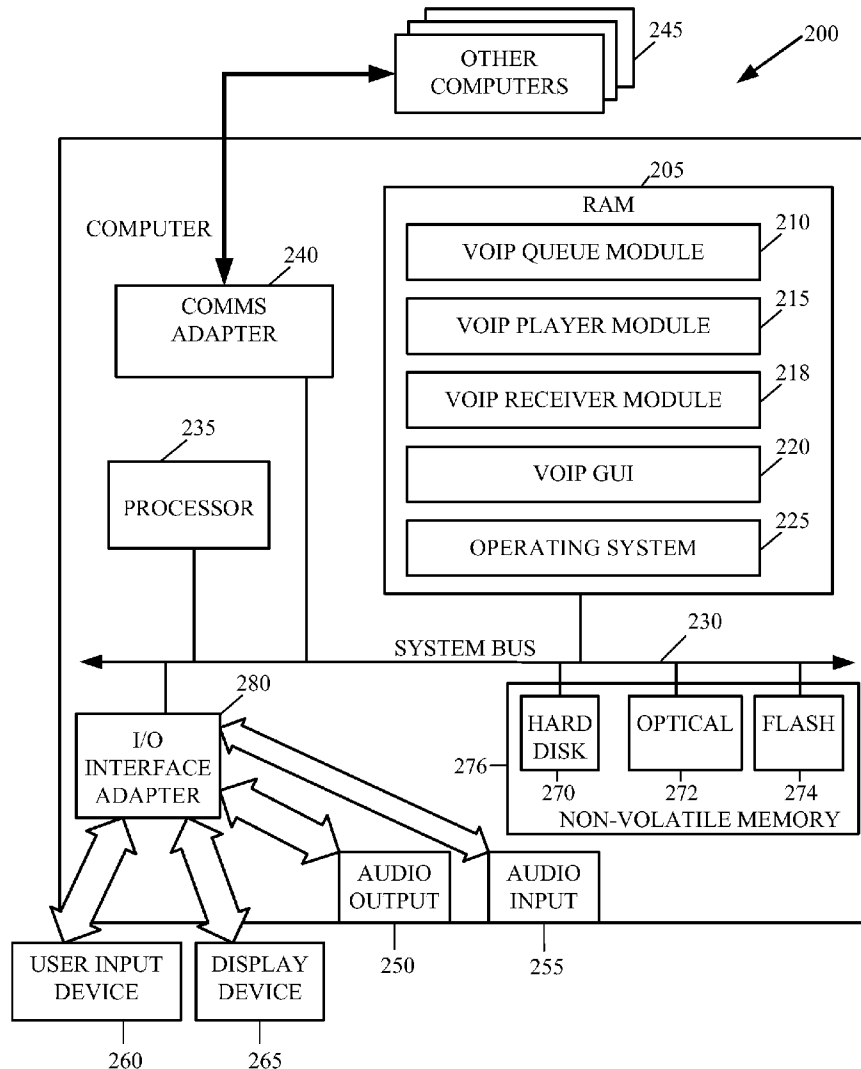 OTHER
COMPUTERS
245
200
COMPUTER
205
RAM
VOIP QUEUE MODULE
210
VOIP PLAYER MODULE
215
VOIP RECEIVER MODULE
218
VOIP GUI
220
OPERATING SYSTEM
225
240
COMMS
ADAPTER
235
PROCESSOR
SYSTEM BUS
230
280
I/O
INTERFACE
ADAPTER
HARD
DISK
OPTICAL
FLASH
276
270
272
274
NON-VOLATILE MEMORY
AUDIO
OUTPUT
AUDIO
INPUT
250
255
USER INPUT
DEVICE
DISPLAY
DEVICE
260
265